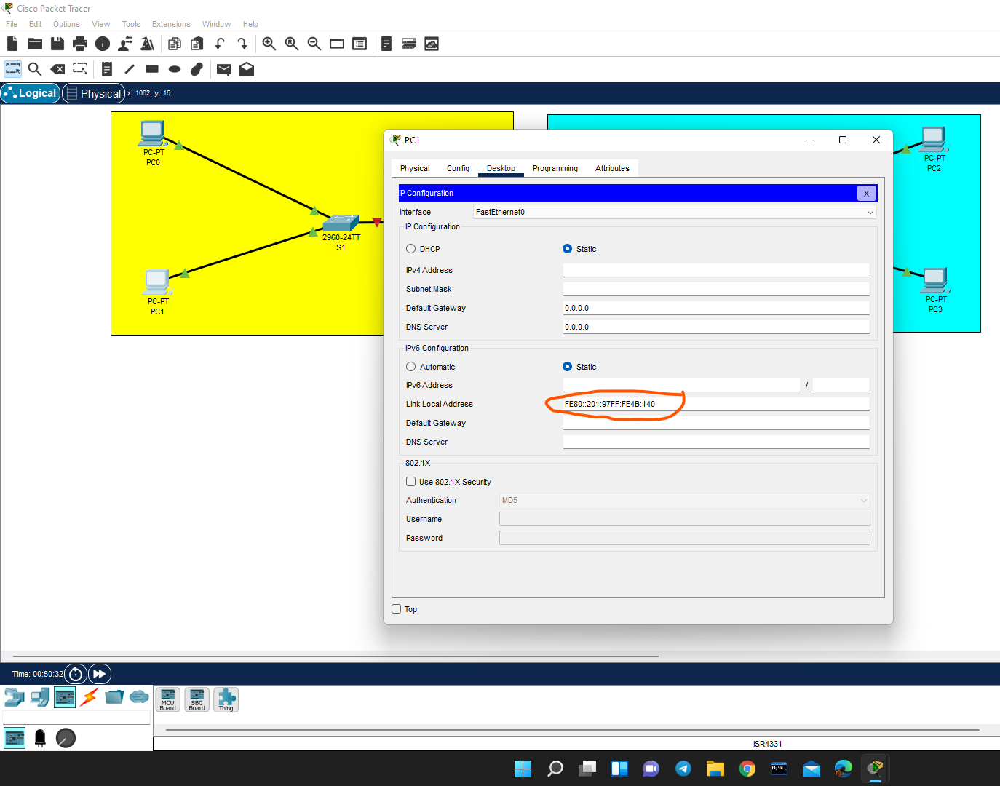 Cisco Packet Tracer
File Edit Options View Tools Extensions Window Help
Logical Physical x: 1062, y: 15
PC-PT
PC0
2960-24TT
S1
PC-PT
PC1
PC-PT
PC2
PC-PT
PC3
PC1
Physical Config Desktop Programming Attributes
IP Configuration X
Interface FastEthernet0
IP Configuration
DHCP Static
IPv4 Address
Subnet Mask
Default Gateway 0.0.0.0
DNS Server 0.0.0.0
IPv6 Configuration
Automatic Static
IPv6 Address /
Link Local Address FE80::201:97FF:FE4B:140
Default Gateway
DNS Server
802.1X
Use 802.1X Security
Authentication MD5
Username
Password
Top
Time: 00:50:32
MCU Board
SBC Board
Thing
ISR4331
MySQL